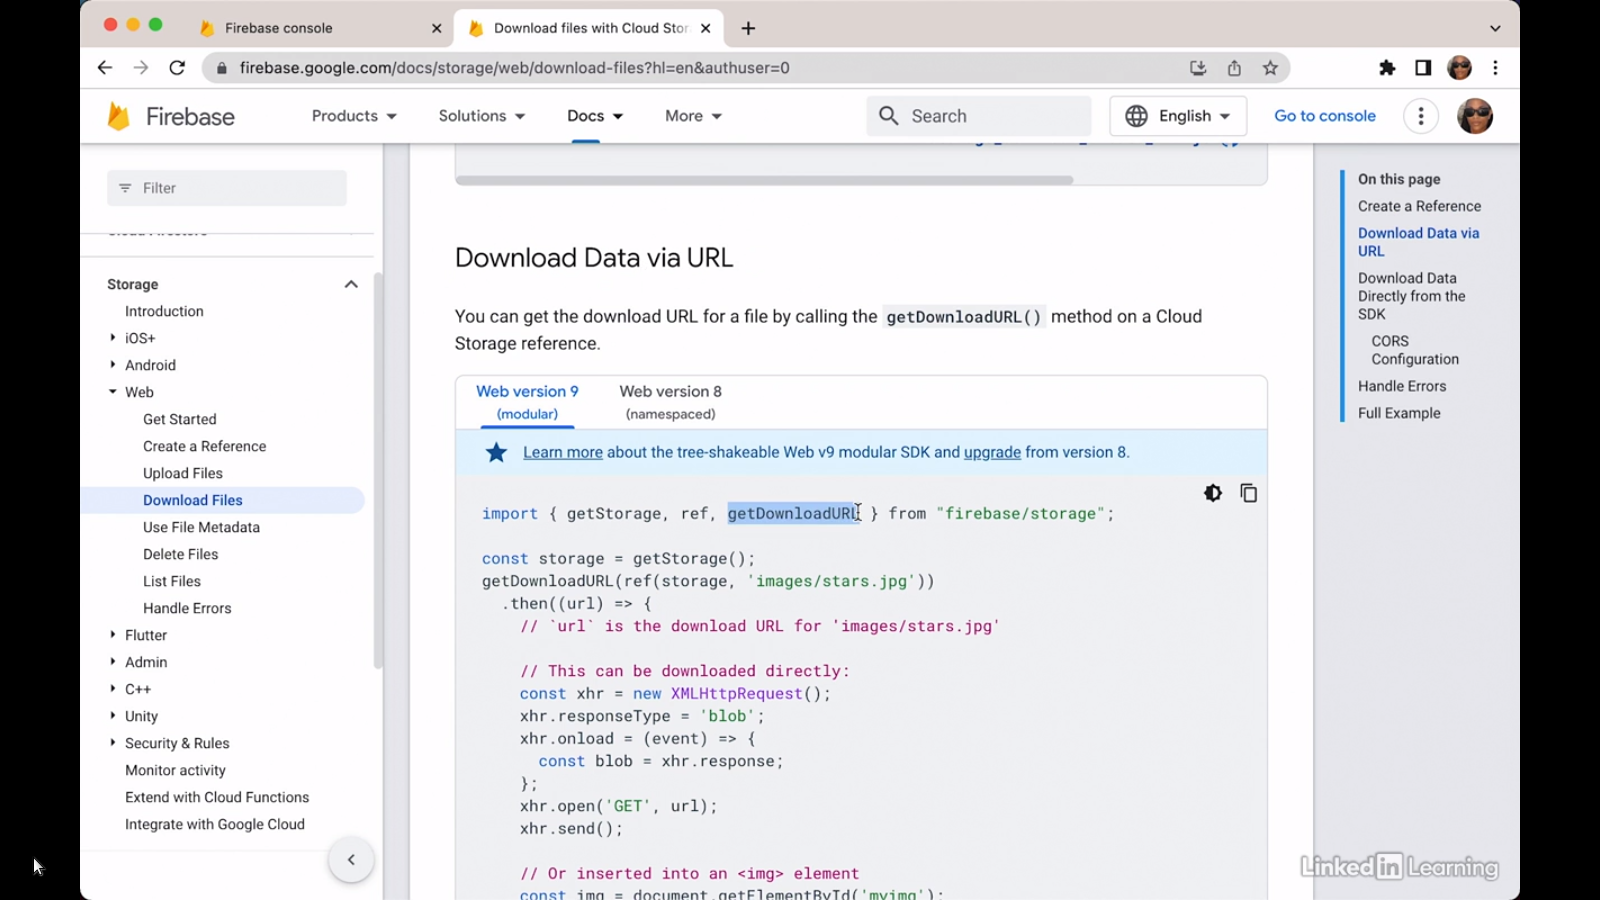 Firebase console
Download files with Cloud Stor
firebase.google.com/docs/storage/web/download-files?hl=en&authuser=0
Firebase
Products
Solutions
Docs
More
Search
English
Go to console
Filter
Storage
Introduction
iOS+
Android
Web
Get Started
Create a Reference
Upload Files
Download Files
Use File Metadata
Delete Files
List Files
Handle Errors
Flutter
Admin
C++
Unity
Security & Rules
Monitor activity
Extend with Cloud Functions
Integrate with Google Cloud
Download Data via URL
You can get the download URL for a file by calling the getDownloadURL() method on a Cloud
Storage reference.
Web version 9
(modular)
Web version 8
(namespaced)
Learn more about the tree-shakeable Web v9 modular SDK and upgrade from version 8.
import { getStorage, ref, getDownloadURL } from "firebase/storage";
const storage = getStorage();
getDownloadURL(ref(storage, 'images/stars.jpg'))
.then((url) => {
// `url` is the download URL for 'images/stars.jpg'
// This can be downloaded directly:
const xhr = new XMLHttpRequest();
xhr.responseType = 'blob';
xhr.onload = (event) => {
const blob = xhr.response;
};
xhr.open('GET', url);
xhr.send();
// Or inserted into an <img> element
const img = document.getElementById('myimg');
On this page
Create a Reference
Download Data via
URL
Download Data
Directly from the
SDK
CORS
Configuration
Handle Errors
Full Example
LinkedIn Learning